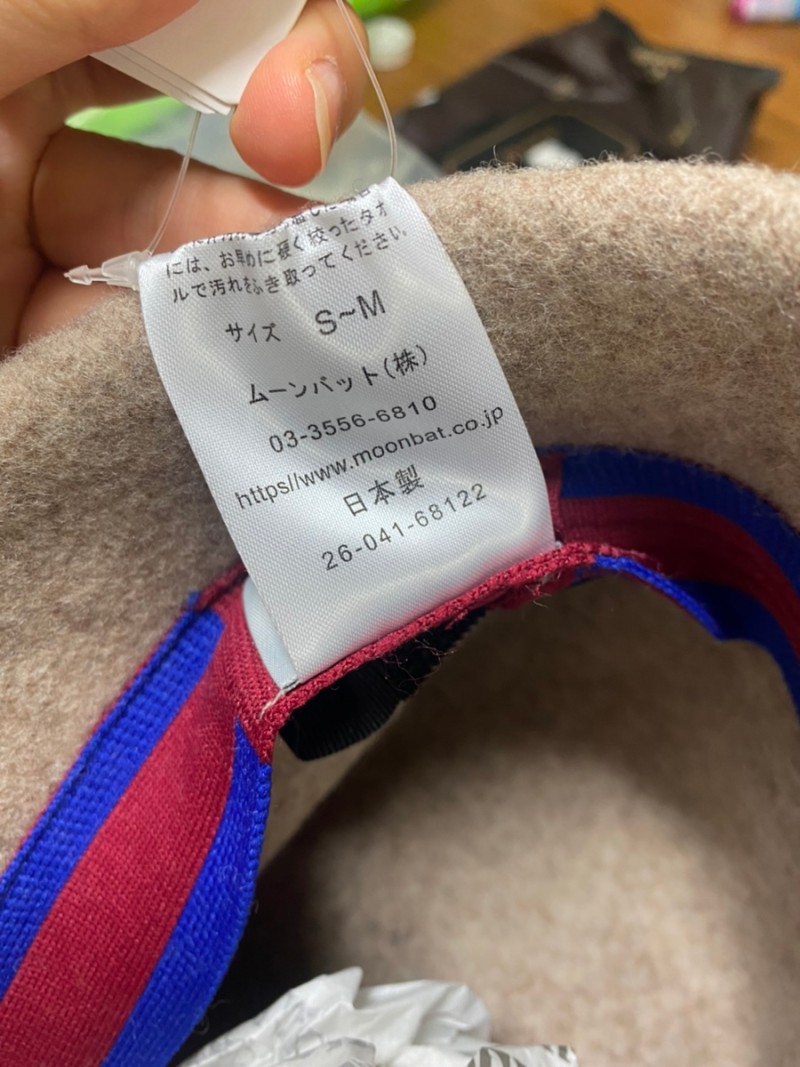 には、お早めに硬く絞ったタオ
ルで汚れをふき取ってください。
サイズ S~M
ムーンバット(株)
03-3556-6810
https//www.moonbat.co.jp
日本製
26-041-68122